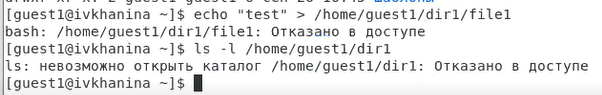 [guest1@ivkhanina ~]$ echo "test" > /home/guest1/dir1/file1
bash: /home/guest1/dir1/file1: Отказано в доступе
[guest1@ivkhanina ~]$ ls -l /home/guest1/dir1
ls: невозможно открыть каталог /home/guest1/dir1: Отказано в доступе
[guest1@ivkhanina ~]$